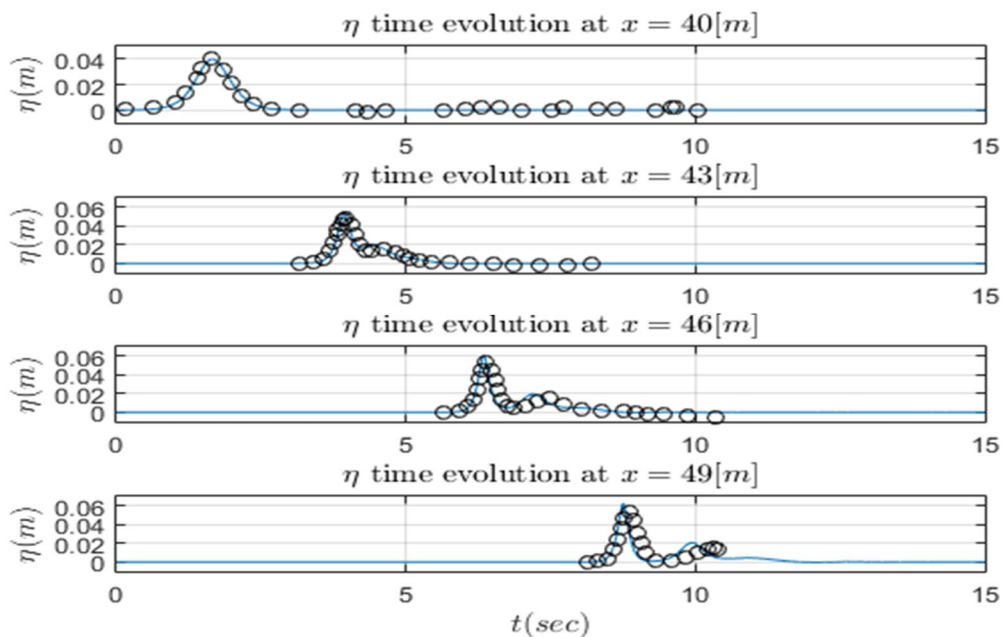 η time evolution at x = 40[m]
η(m)
0.04
0.02
0
0 5 10 15
η time evolution at x = 43[m]
η(m)
0.06
0.04
0.02
0
0 5 10 15
η time evolution at x = 46[m]
η(m)
0.06
0.04
0.02
0
0 5 10 15
η time evolution at x = 49[m]
η(m)
0.06
0.04
0.02
0
0 5 10 15
t(sec)